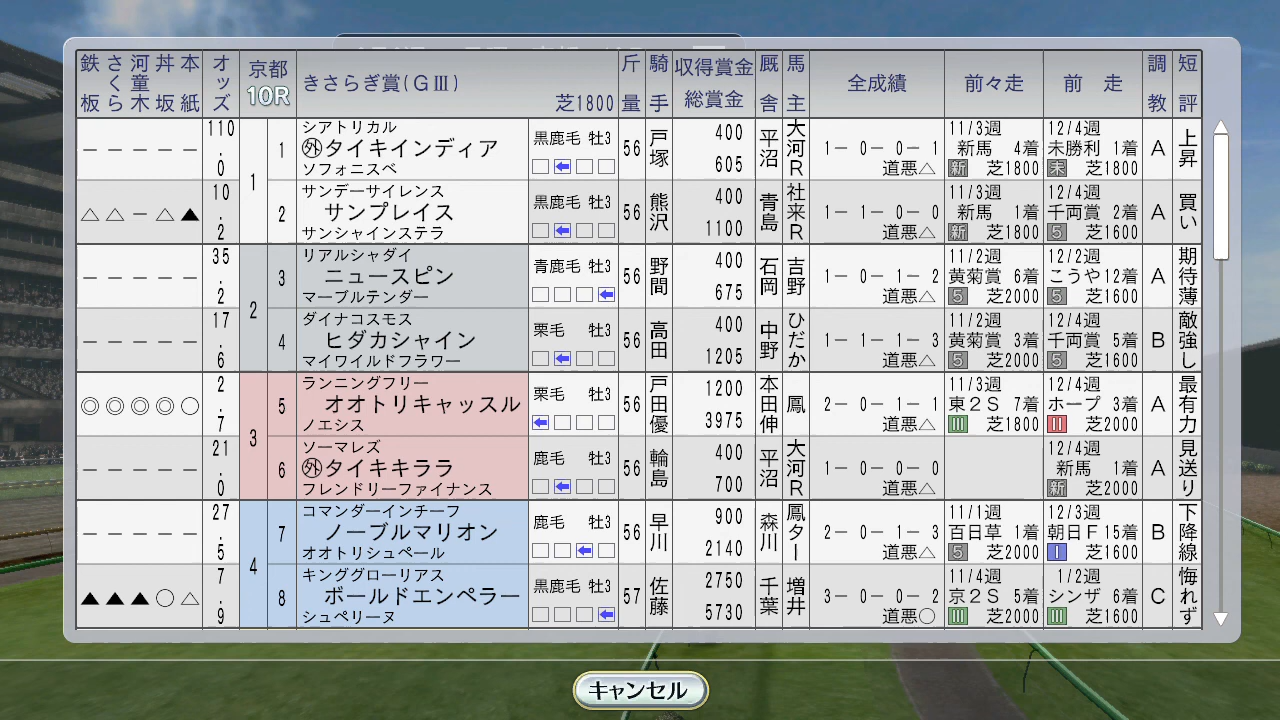 鉄板 さくら 河童木 丼坂 本紙 オッズ 京都10R きさらぎ賞(GⅢ) 芝1800 斤量 騎手 収得賞金 総賞金 厩舎 馬主 全成績 前々走 前 走 調教 短評
－ － － － － 110.0 1 1 シアトリカル 黒鹿毛 牡3 56 戸塚 400 平沼 大河R 1－ 0－ 0－ 1 11/3週 12/4週 A 上昇
外タイキインディア 新馬 4着 未勝利 1着
ソフォニスベ ← 605 道悪△ 新 芝1800 未 芝1800
△ △ － △ ▲ 10.2 2 サンデーサイレンス 黒鹿毛 牡3 56 熊沢 400 青島 社来R 1－ 1－ 0－ 0 11/3週 12/4週 A 買い
サンプレイス 新馬 1着 千両賞 2着
サンシャインステラ ← 1100 道悪△ 新 芝1800 5 芝1600
－ － － － － 35.2 2 3 リアルシャダイ 青鹿毛 牡3 56 野間 400 石岡 吉野 1－ 0－ 1－ 2 11/2週 12/2週 A 期待薄
ニュースピン 黄菊賞 6着 こうや12着
マーブルテンダー ← 675 道悪△ 5 芝2000 5 芝1600
－ － － － － 17.6 4 ダイナコスモス 栗毛 牡3 56 高田 400 中野 ひだか 1－ 1－ 1－ 3 11/2週 12/4週 B 敵強し
ヒダカシャイン 黄菊賞 3着 千両賞 5着
マイワイルドフラワー ← 1205 道悪△ 5 芝2000 5 芝1600
◎ ◎ ◎ ◎ ○ 2.7 3 5 ランニングフリー 栗毛 牡3 56 戸田優 1200 本田伸 鳳 2－ 0－ 1－ 1 11/3週 12/4週 A 最有力
オオトリキャッスル 東2S 7着 ホープ 3着
ノエシス ← 3975 道悪△ Ⅲ 芝1800 Ⅱ 芝2000
－ － － － － 21.0 6 ソーマレズ 鹿毛 牡3 56 輪島 400 平沼 大河R 1－ 0－ 0－ 0 12/4週 A 見送り
外タイキキララ 新馬 1着
フレンドリーファイナンス ← 700 道悪△ 新 芝2000
－ － － － － 27.5 4 7 コマンダーインチーフ 鹿毛 牡3 56 早川 900 森川 鳳ター 2－ 0－ 1－ 3 11/1週 12/3週 B 下降線
ノーブルマリオン 百日草 1着 朝日F 15着
オオトリシュペール ← 2140 道悪△ 5 芝2000 Ⅰ 芝1600
▲ ▲ ▲ ○ △ 7.9 8 キンググローリアス 黒鹿毛 牡3 57 佐藤 2750 千葉 増井 3－ 0－ 0－ 2 11/4週 1/2週 C 侮れず
ボールドエンペラー 京2S 5着 シンザ 6着
シュペリーヌ ← 5730 道悪○ Ⅲ 芝2000 Ⅲ 芝1600
キャンセル